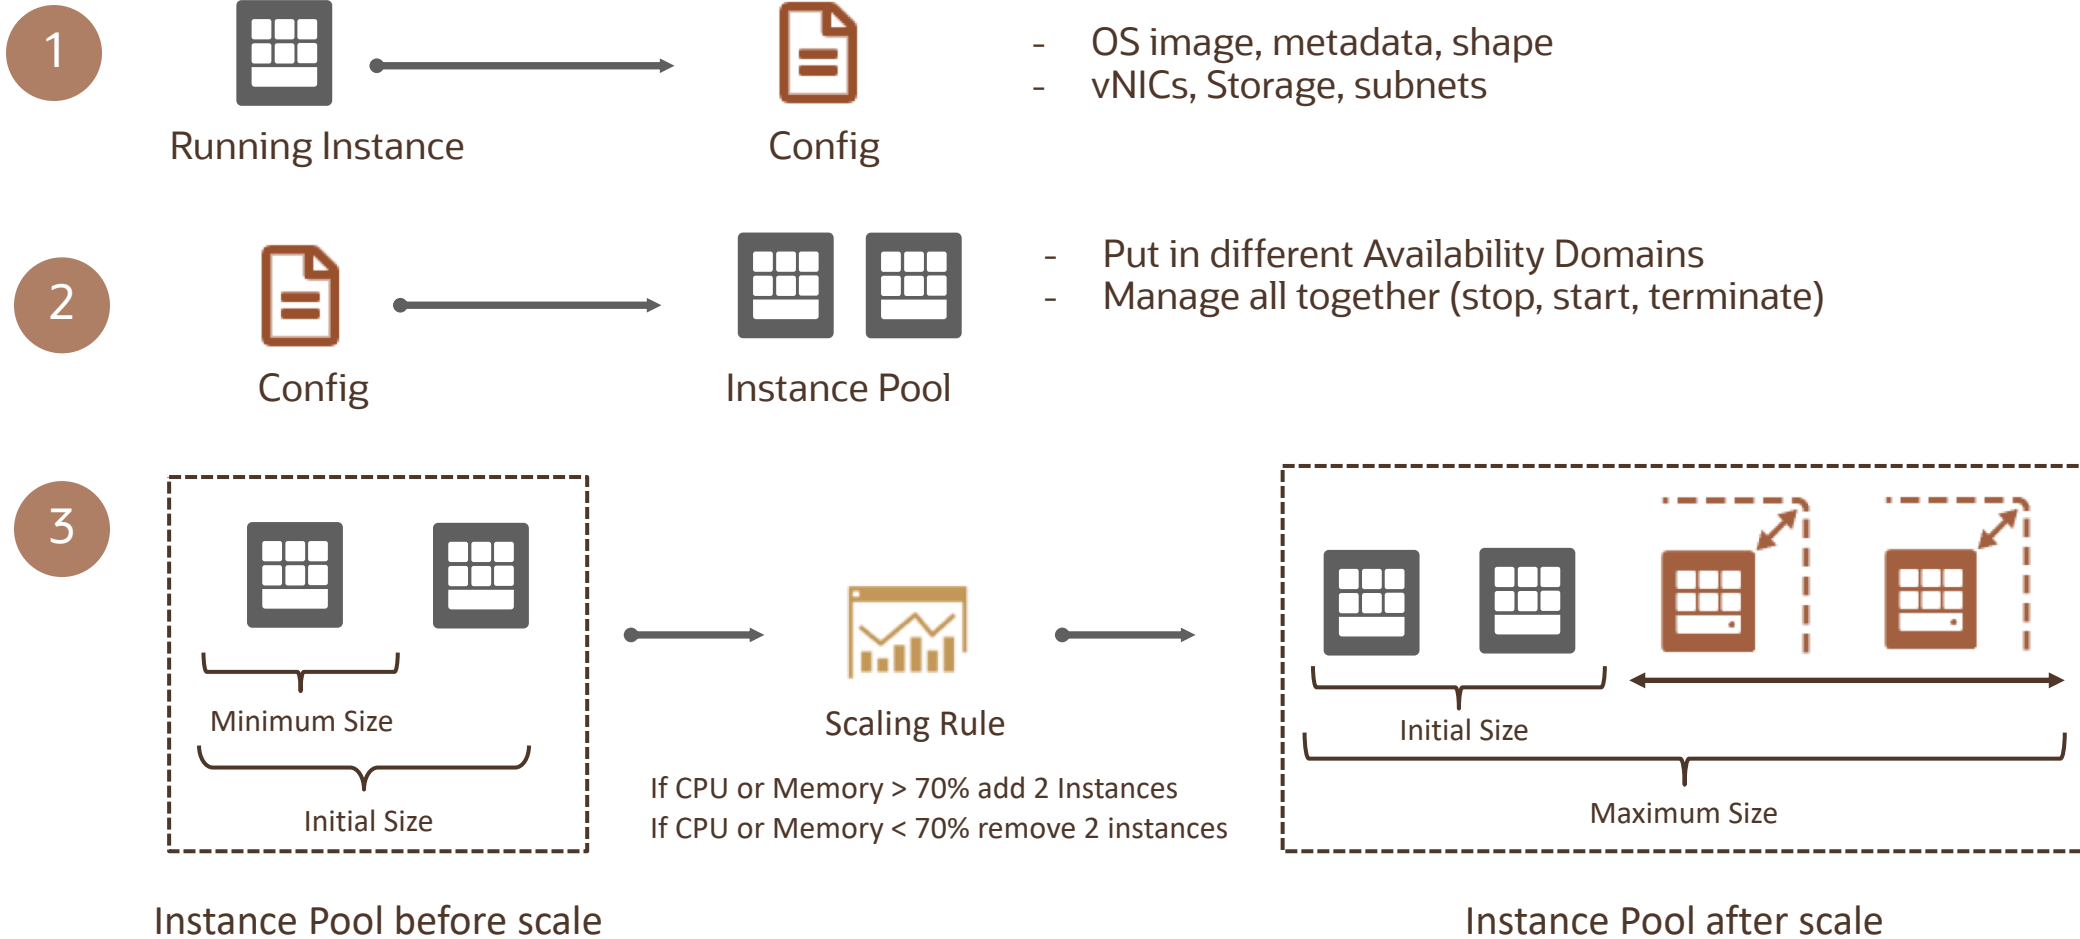 1
Running Instance
Config
- OS image, metadata, shape
- vNICs, Storage, subnets
2
Config
Instance Pool
- Put in different Availability Domains
- Manage all together (stop, start, terminate)
3
Minimum Size
Initial Size
Scaling Rule
If CPU or Memory > 70% add 2 Instances
If CPU or Memory < 70% remove 2 instances
Initial Size
Maximum Size
Instance Pool before scale
Instance Pool after scale